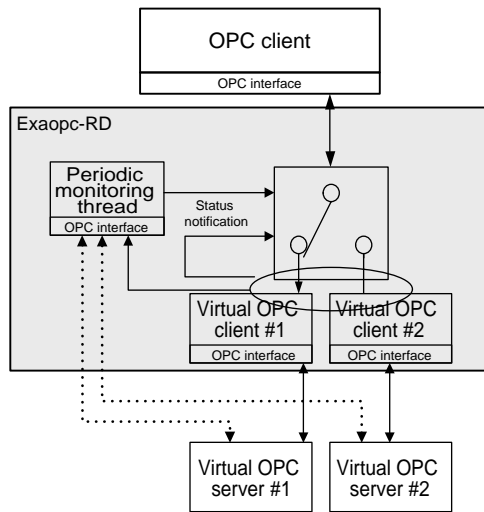 OPC client
OPC interface
Exaopc-RD
Periodic
monitoring
thread
OPC interface
Status
notification
Virtual OPC
client #1
OPC interface
Virtual OPC
client #2
OPC interface
Virtual OPC
server #1
Virtual OPC
server #2